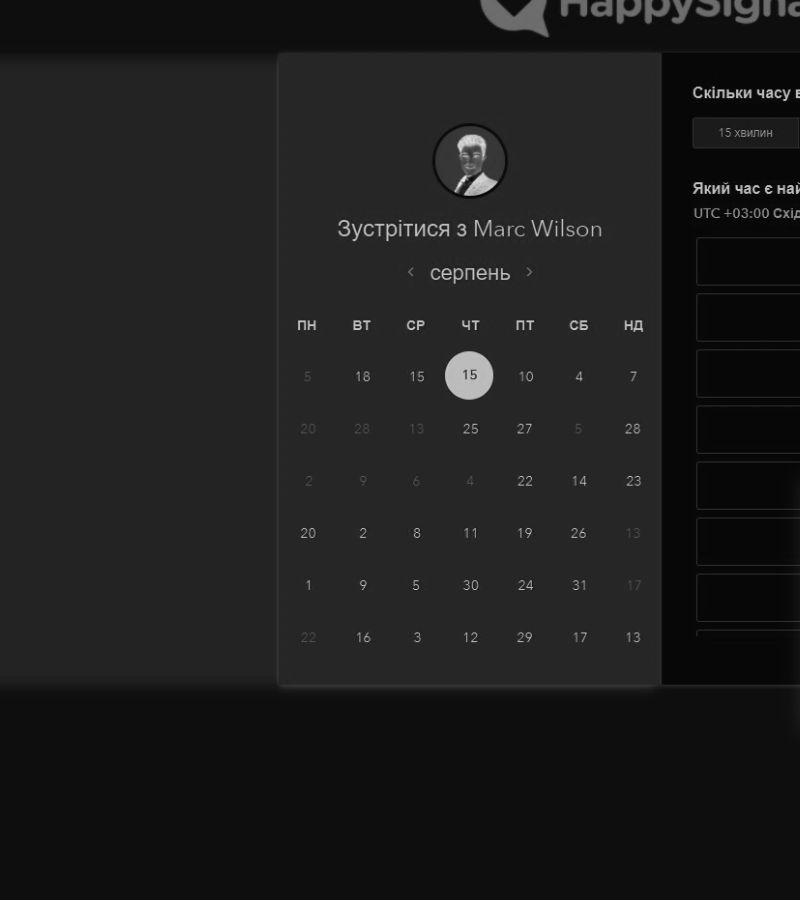 HappySigna
Зустрітися з Marc Wilson
‹ серпень ›
ПН ВТ СР ЧТ ПТ СБ НД
5 18 15 15 10 4 7
20 28 13 25 27 5 28
2 9 6 4 22 14 23
20 2 8 11 19 26 13
1 9 5 30 24 31 17
22 16 3 12 29 17 13
Скільки часу в
15 хвилин
Який час є най
UTC +03:00 Схід